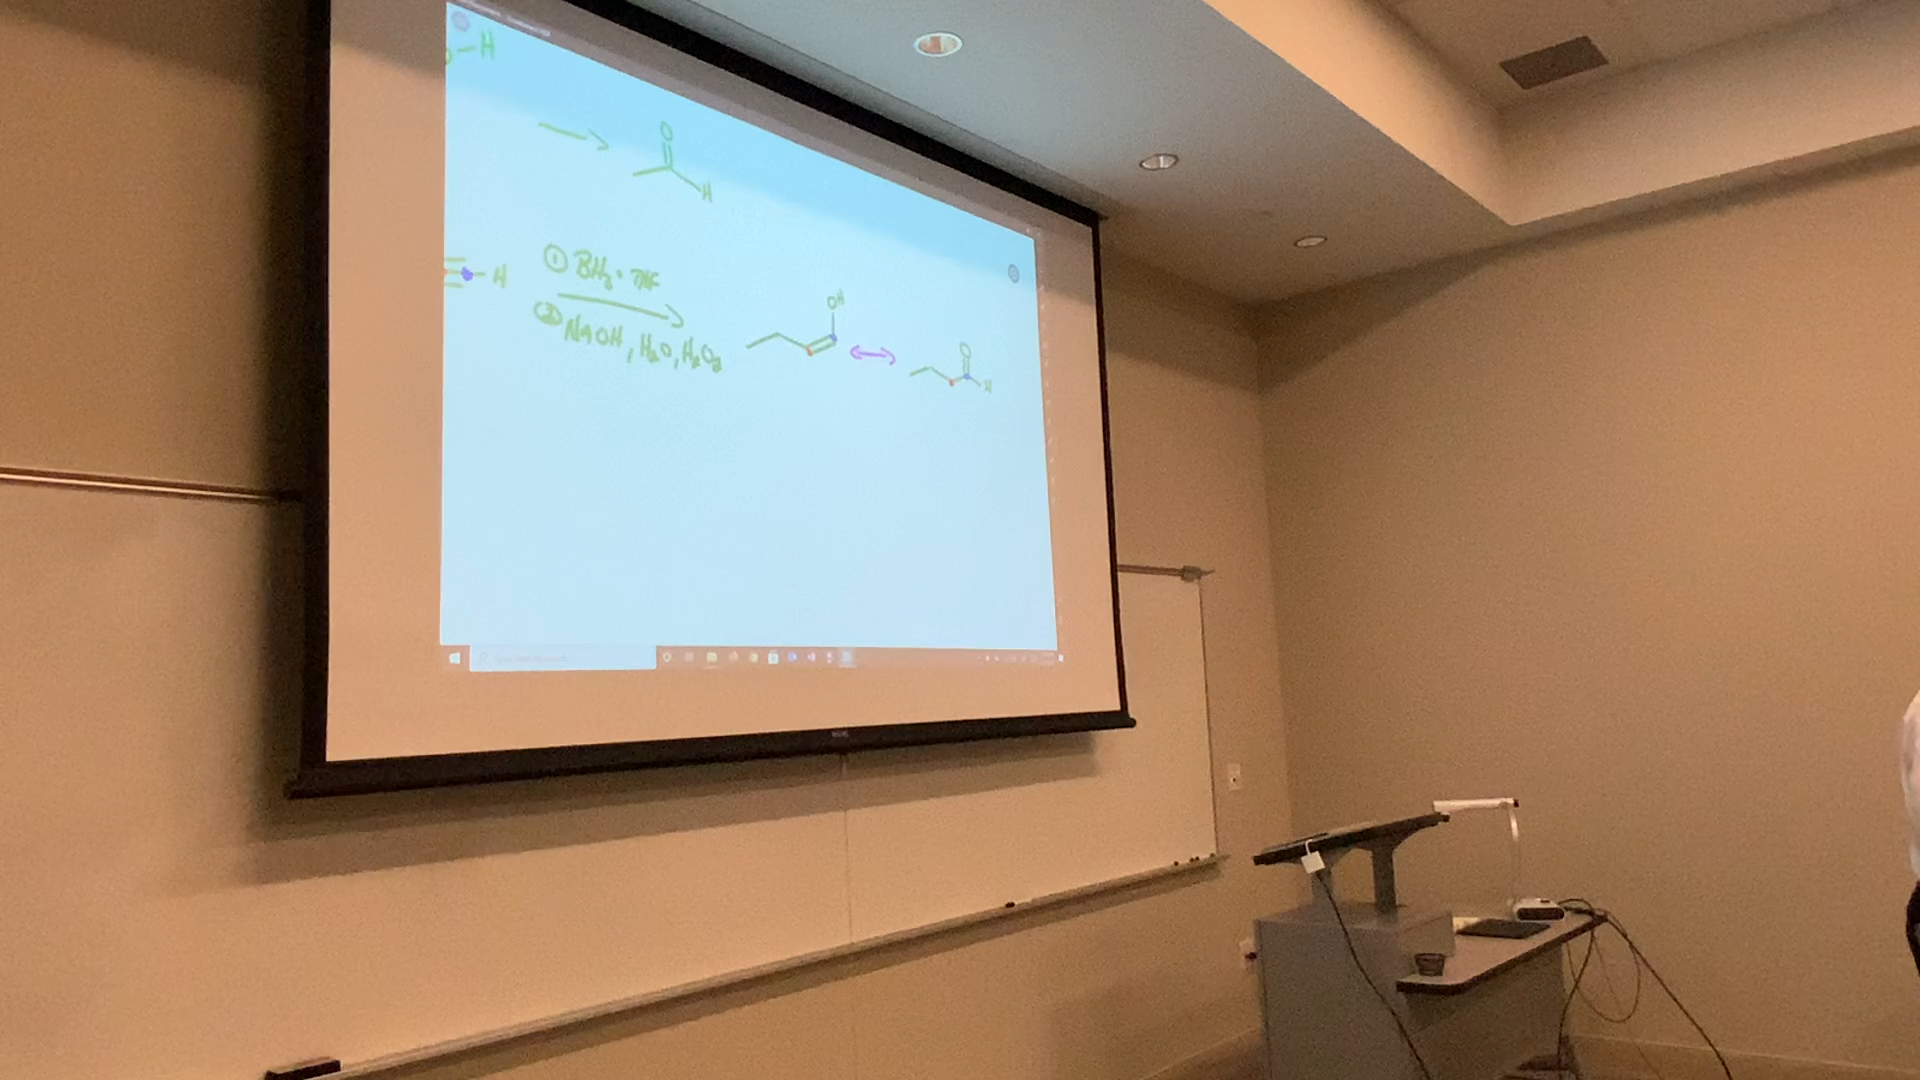 -H
O
H
① BH₃ · THF
≡-H
② NaOH, H₂O, H₂O₂
OH
O
H